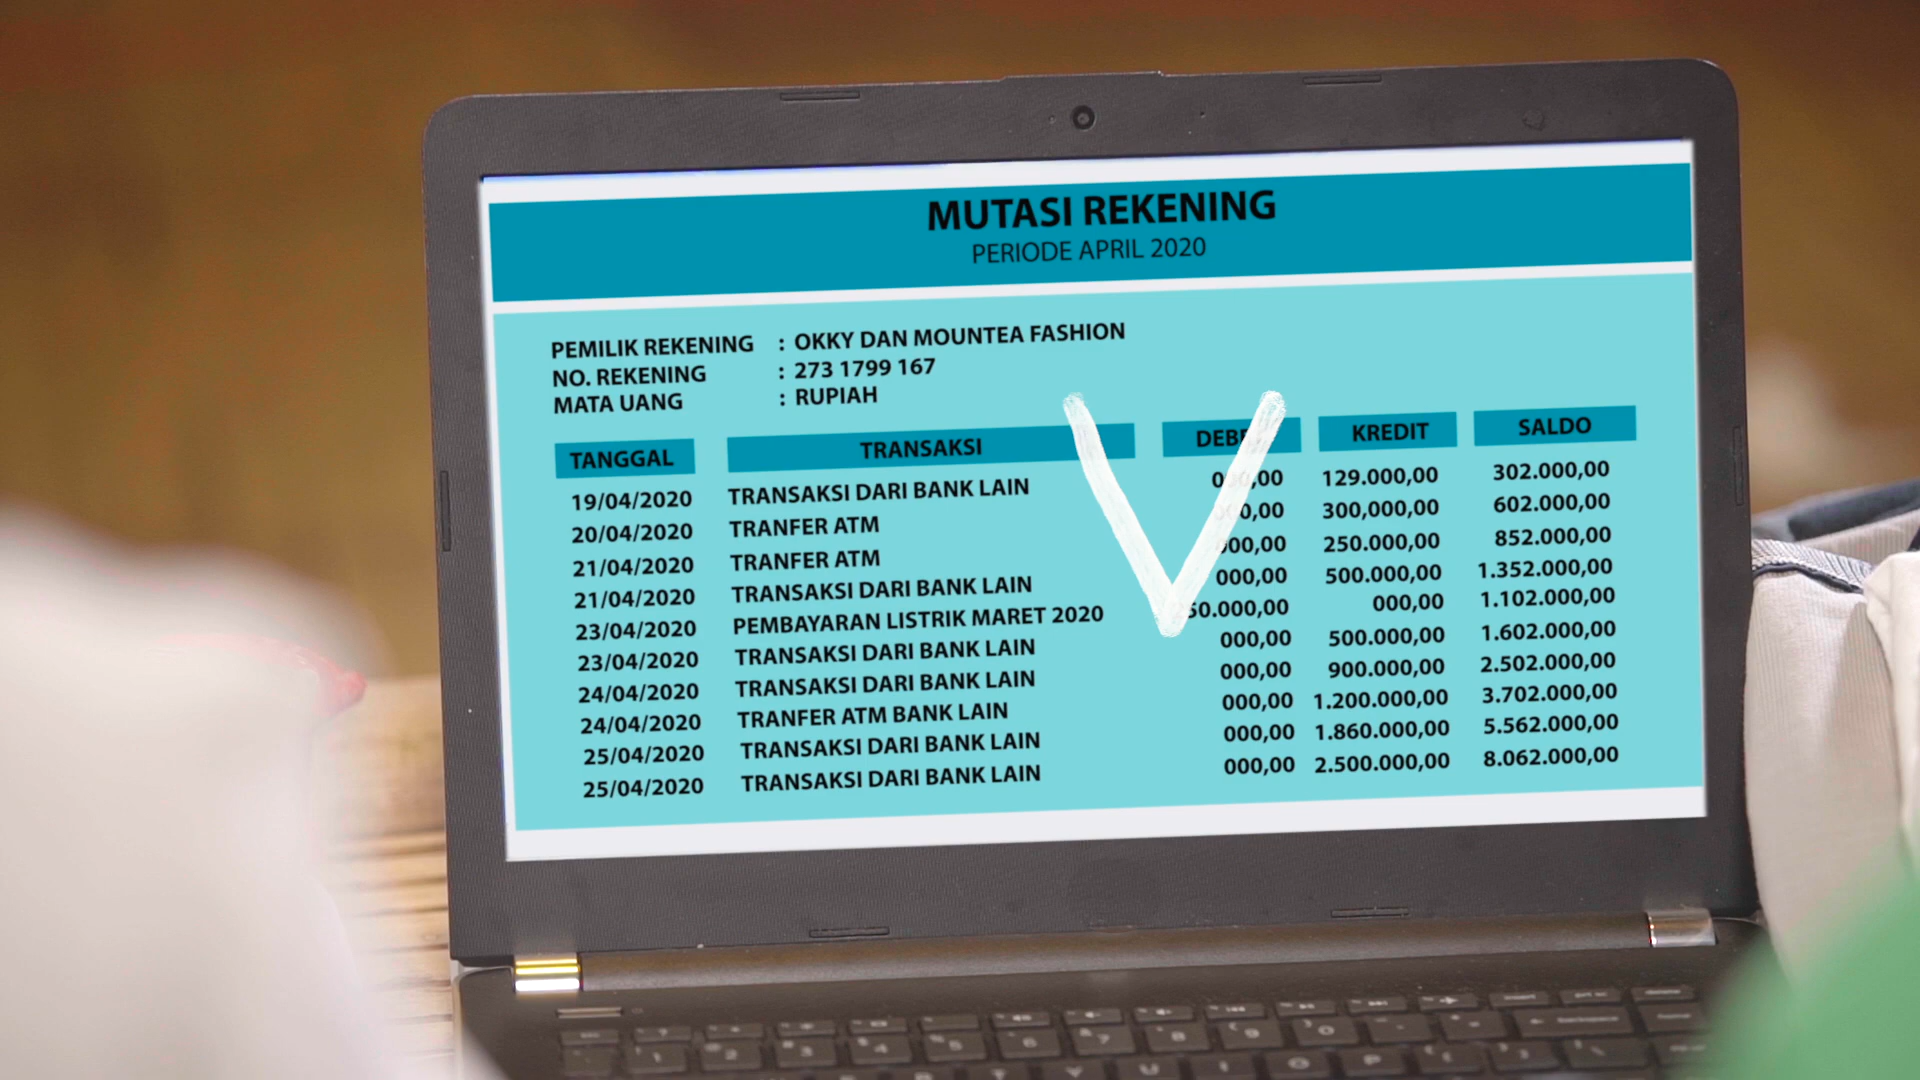 MUTASI REKENING
PERIODE APRIL 2020
PEMILIK REKENING : OKKY DAN MOUNTEA FASHION
NO. REKENING : 273 1799 167
MATA UANG : RUPIAH
TANGGAL TRANSAKSI KREDIT SALDO
19/04/2020 TRANSAKSI DARI BANK LAIN 129.000,00 302.000,00
20/04/2020 TRANFER ATM 300,000,00 602.000,00
21/04/2020 TRANFER ATM 250.000,00 852.000,00
21/04/2020 TRANSAKSI DARI BANK LAIN 000,00 500.000,00 1.352.000,00
23/04/2020 PEMBAYARAN LISTRIK MARET 2020 000,00 1.102.000,00
23/04/2020 TRANSAKSI DARI BANK LAIN 000,00 500.000,00 1.602.000,00
24/04/2020 TRANSAKSI DARI BANK LAIN 000,00 900.000,00 2.502.000,00
24/04/2020 TRANFER ATM BANK LAIN 000,00 1.200.000,00 3.702.000,00
25/04/2020 TRANSAKSI DARI BANK LAIN 000,00 1.860.000,00 5.562.000,00
25/04/2020 TRANSAKSI DARI BANK LAIN 000,00 2.500.000,00 8.062.000,00